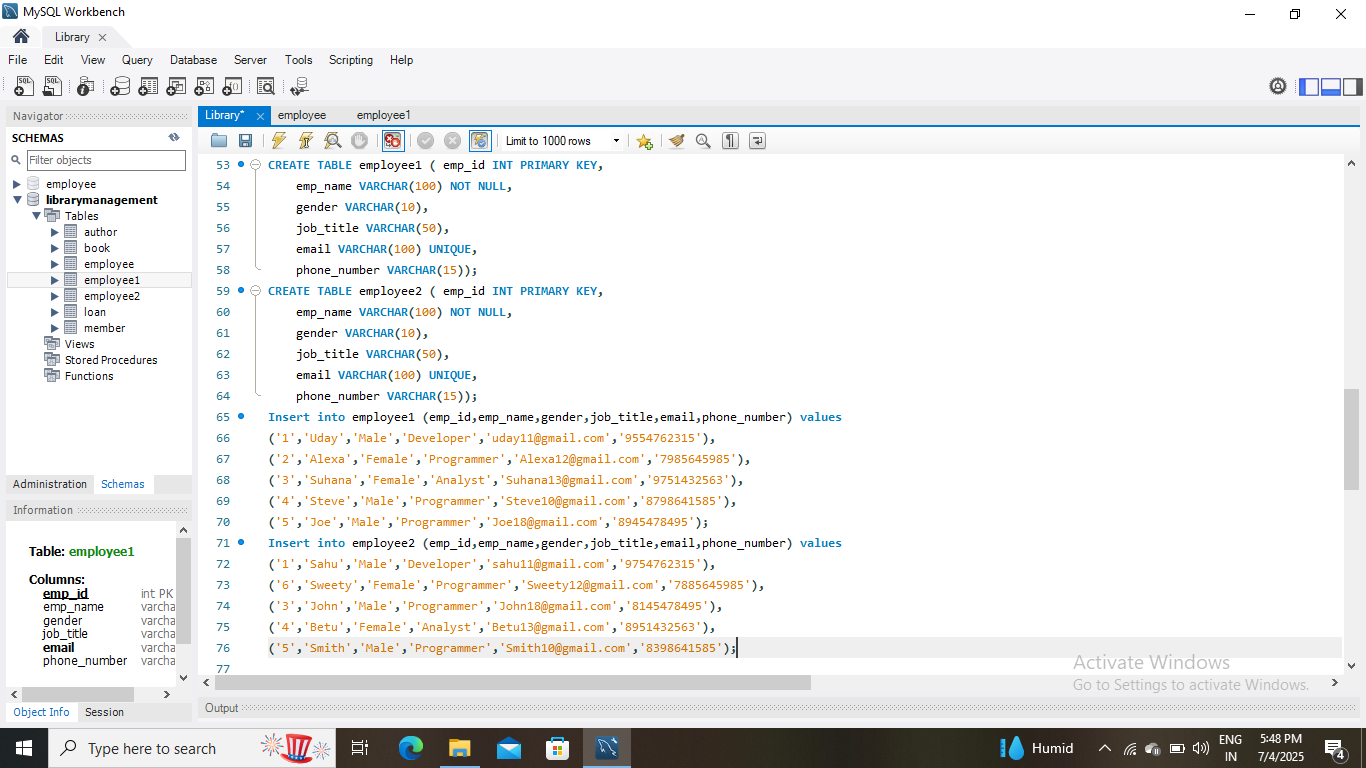 MySQL Workbench
Library
File Edit View Query Database Server Tools Scripting Help
Navigator
SCHEMAS
Filter objects
employee
librarymanagement
Tables
author
book
employee
employee1
employee2
loan
member
Views
Stored Procedures
Functions
Administration Schemas
Information
Table: employee1
Columns:
emp_id int PK
emp_name varcha
gender varcha
job_title varcha
email varcha
phone_number varcha
Object Info Session
Library* employee employee1
Limit to 1000 rows
53 CREATE TABLE employee1 ( emp_id INT PRIMARY KEY,
54 emp_name VARCHAR(100) NOT NULL,
55 gender VARCHAR(10),
56 job_title VARCHAR(50),
57 email VARCHAR(100) UNIQUE,
58 phone_number VARCHAR(15));
59 CREATE TABLE employee2 ( emp_id INT PRIMARY KEY,
60 emp_name VARCHAR(100) NOT NULL,
61 gender VARCHAR(10),
62 job_title VARCHAR(50),
63 email VARCHAR(100) UNIQUE,
64 phone_number VARCHAR(15));
65 Insert into employee1 (emp_id,emp_name,gender,job_title,email,phone_number) values
66 ('1','Uday','Male','Developer','uday11@gmail.com','9554762315'),
67 ('2','Alexa','Female','Programmer','Alexa12@gmail.com','7985645985'),
68 ('3','Suhana','Female','Analyst','Suhana13@gmail.com','9751432563'),
69 ('4','Steve','Male','Programmer','Steve10@gmail.com','8798641585'),
70 ('5','Joe','Male','Programmer','Joe18@gmail.com','8945478495');
71 Insert into employee2 (emp_id,emp_name,gender,job_title,email,phone_number) values
72 ('1','Sahu','Male','Developer','sahu11@gmail.com','9754762315'),
73 ('6','Sweety','Female','Programmer','Sweety12@gmail.com','7885645985'),
74 ('3','John','Male','Programmer','John18@gmail.com','8145478495'),
75 ('4','Betu','Female','Analyst','Betu13@gmail.com','8951432563'),
76 ('5','Smith','Male','Programmer','Smith10@gmail.com','8398641585');
77
Activate Windows
Go to Settings to activate Windows.
Output
Type here to search
Humid
ENG
IN
5:48 PM
7/4/2025
4